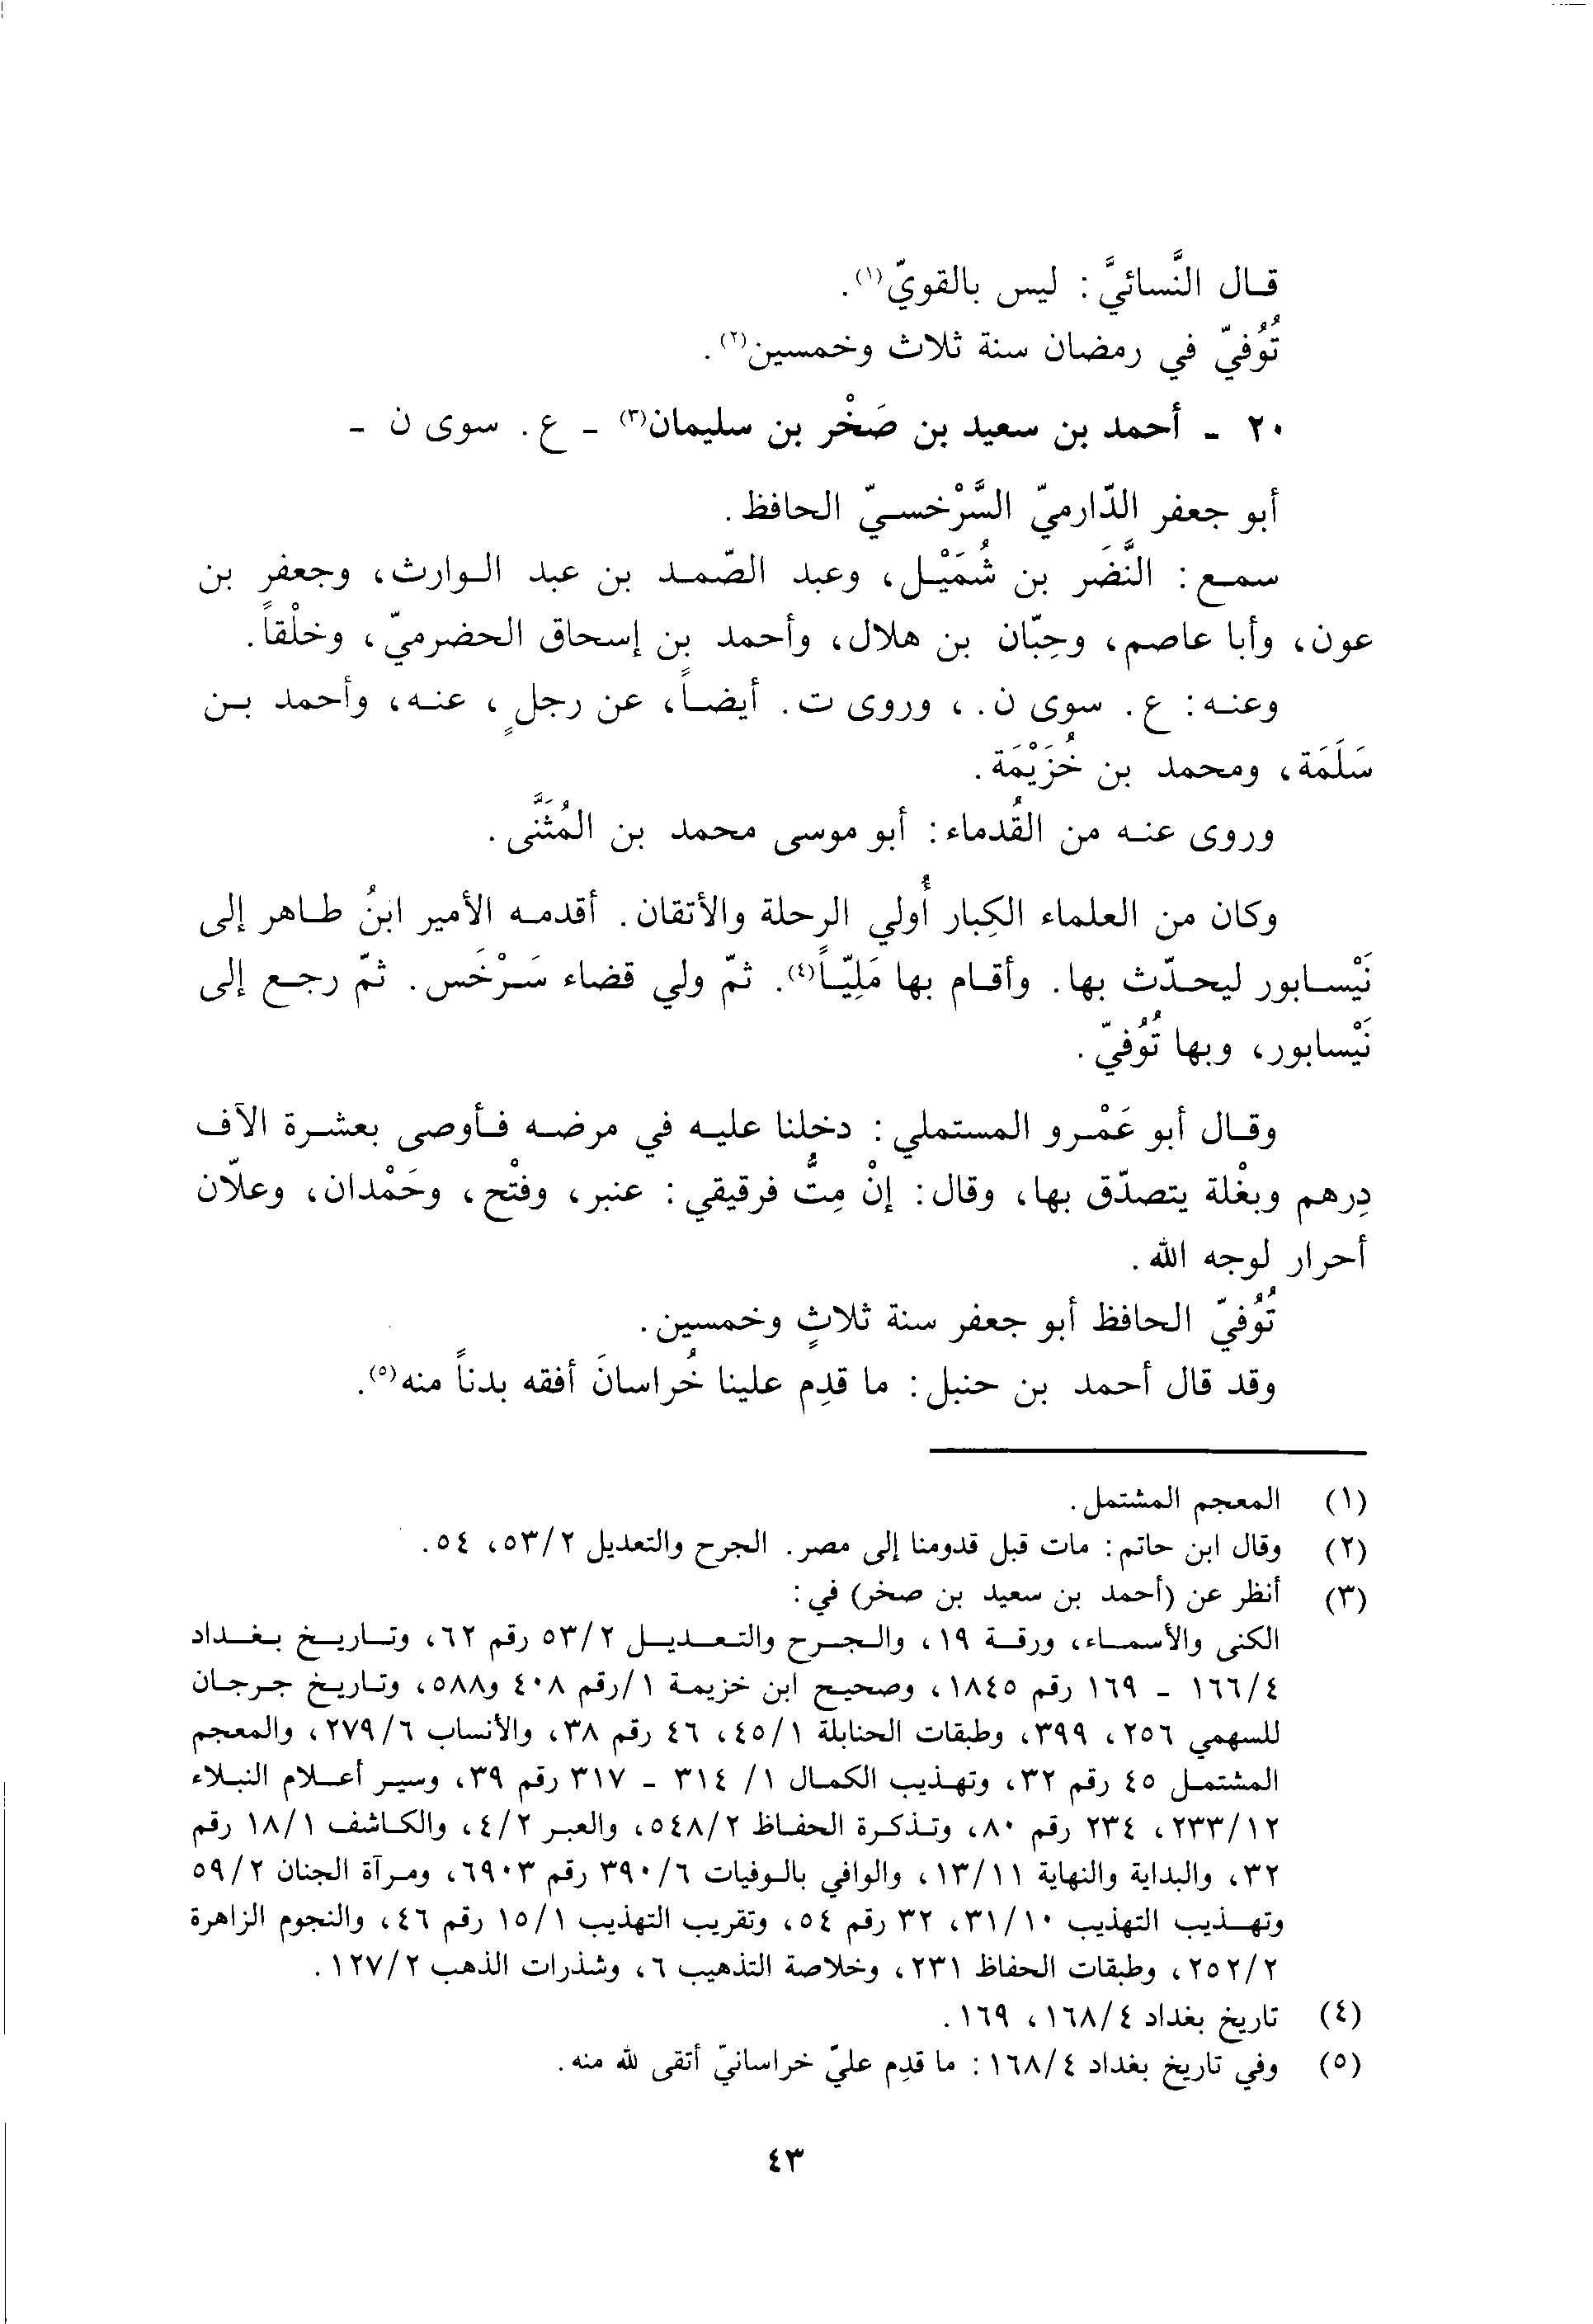 قال النَّسائيَّ: ليس بالقويّ(١).
تُوُفيّ في رمضان سنة ثلاث وخمسين(٢).
٢٠ - أحمد بن سعيد بن صَخْر بن سليمان(٣) - ع. سوى ن -
أبو جعفر الدّارميّ السَّرْخسيّ الحافظ.
سمع: النَّضَر بن شُمَيْل، وعبد الصّمد بن عبد الوارث، وجعفر بن
عون، وأبا عاصم، وحِبّان بن هلال، وأحمد بن إسحاق الحضرميّ، وخلْقاً.
وعنه: ع. سوى ن.، وروى ت. أيضاً، عن رجلٍ، عنه، وأحمد بن
سَلَمَة، ومحمد بن خُزَيْمَة.
وروى عنه من القُدماء: أبو موسى محمد بن المُثَنَّى.
وكان من العلماء الكِبار أُولي الرحلة والأتقان. أقدمه الأمير ابنُ طاهر إلى
نَيْسابور ليحدّث بها. وأقام بها مَلِيّاً(٤). ثمّ ولي قضاء سَرْخَس. ثمّ رجع إلى
نَيْسابور، وبها تُوُفيّ.
وقال أبو عَمْرو المستملي: دخلنا عليه في مرضه فأوصى بعشرة الآف
دِرهم وبغْلة يتصدّق بها، وقال: إنْ مِتُّ فرقيقي: عنبر، وفتْح، وحَمْدان، وعلّان
أحرار لوجه الله.
تُوُفيّ الحافظ أبو جعفر سنة ثلاثٍ وخمسين.
وقد قال أحمد بن حنبل: ما قدِم علينا خُراسانَ أفقه بدناً منه(٥).
(١) المعجم المشتمل.
(٢) وقال ابن حاتم: مات قبل قدومنا إلى مصر. الجرح والتعديل ٥٣/٢، ٥٤.
(٣) أنظر عن (أحمد بن سعيد بن صخر) في:
الكنى والأسماء، ورقة ١٩، والجرح والتعديل ٥٣/٢ رقم ٦٢، وتاريخ بغداد
١٦٦/٤ - ١٦٩ رقم ١٨٤٥، وصحيح ابن خزيمة ١/رقم ٤٠٨ و٥٨٨، وتاريخ جرجان
للسهمي ٢٥٦، ٣٩٩، وطبقات الحنابلة ٤٥/١، ٤٦ رقم ٣٨، والأنساب ٢٧٩/٦، والمعجم
المشتمل ٤٥ رقم ٣٢، وتهذيب الكمال ١/ ٣١٤ - ٣١٧ رقم ٣٩، وسير أعلام النبلاء
٢٣٣/١٢، ٢٣٤ رقم ٨٠، وتذكرة الحفاظ ٥٤٨/٢، والعبر ٤/٢، والكاشف ١٨/١ رقم
٣٢، والبداية والنهاية ١٣/١١، والوافي بالوفيات ٣٩٠/٦ رقم ٦٩٠٣، ومرآة الجنان ٥٩/٢
وتهذيب التهذيب ٣١/١٠، ٣٢ رقم ٥٤، وتقريب التهذيب ١٥/١ رقم ٤٦، والنجوم الزاهرة
٢٥٢/٢، وطبقات الحفاظ ٢٣١، وخلاصة التذهيب ٦، وشذرات الذهب ١٢٧/٢.
(٤) تاريخ بغداد ١٦٨/٤، ١٦٩.
(٥) وفي تاريخ بغداد ١٦٨/٤: ما قدِم عليّ خراسانيّ أتقى لله منه.
٤٣